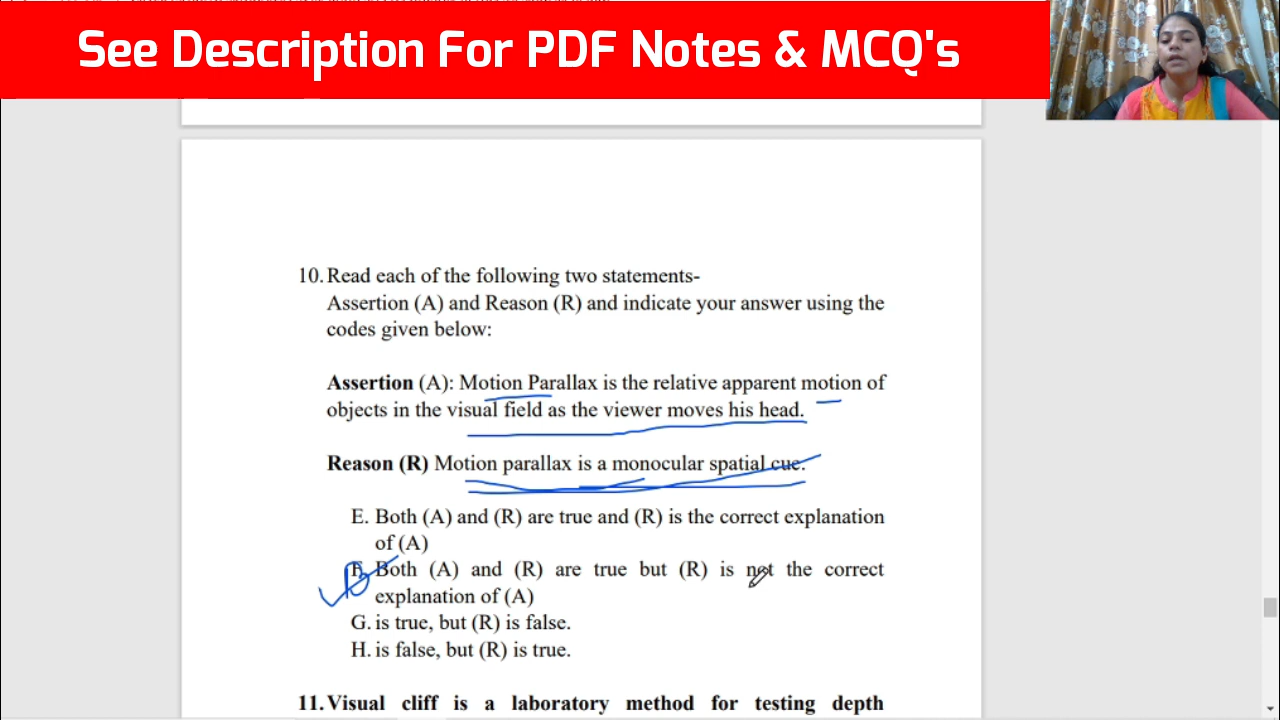 See Description For PDF Notes & MCQ's
10. Read each of the following two statements-
Assertion (A) and Reason (R) and indicate your answer using the
codes given below:
Assertion (A): Motion Parallax is the relative apparent motion of
objects in the visual field as the viewer moves his head.
Reason (R) Motion parallax is a monocular spatial cue.
E. Both (A) and (R) are true and (R) is the correct explanation
of (A)
F. Both (A) and (R) are true but (R) is not the correct
explanation of (A)
G. is true, but (R) is false.
H. is false, but (R) is true.
11. Visual cliff is a laboratory method for testing depth